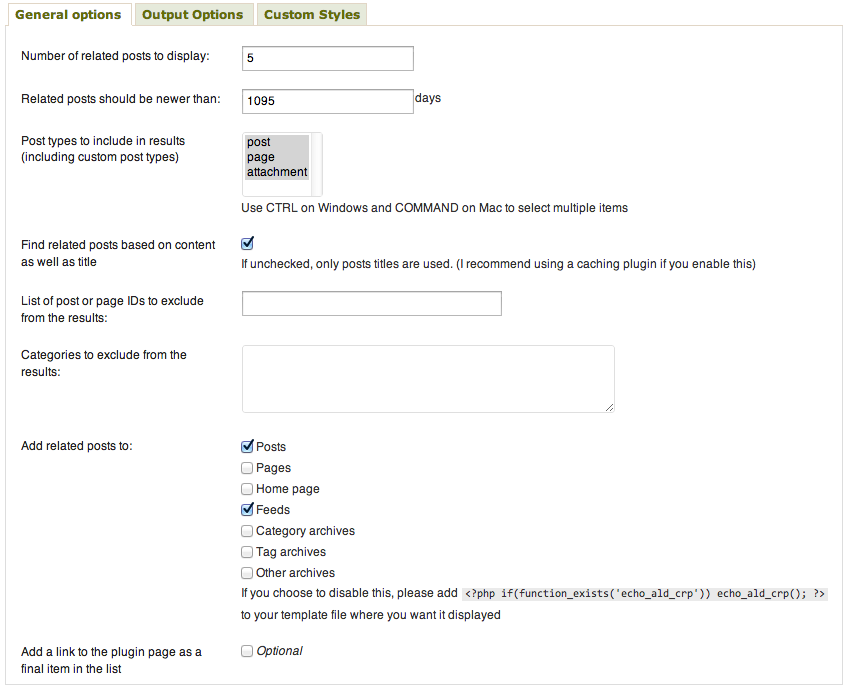 General options Output Options Custom Styles
Number of related posts to display: 5
Related posts should be newer than: 1095 days
Post types to include in results
(including custom post types)
post
page
attachment
Use CTRL on Windows and COMMAND on Mac to select multiple items
Find related posts based on content
as well as title
If unchecked, only posts titles are used. (I recommend using a caching plugin if you enable this)
List of post or page IDs to exclude
from the results:
Categories to exclude from the
results:
Add related posts to:
Posts
Pages
Home page
Feeds
Category archives
Tag archives
Other archives
If you choose to disable this, please add <?php if(function_exists('echo_ald_crp')) echo_ald_crp(); ?>
to your template file where you want it displayed
Add a link to the plugin page as a
final item in the list
Optional